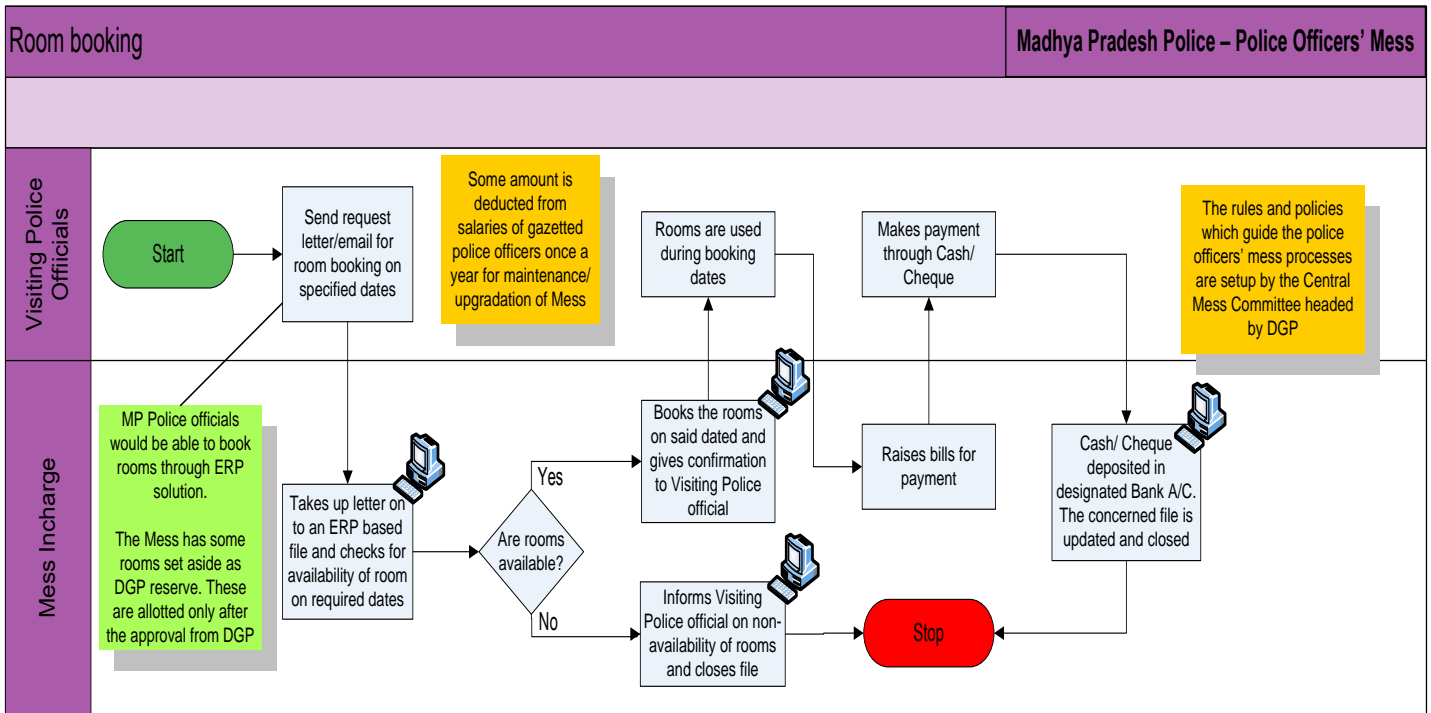 Room booking
Madhya Pradesh Police – Police Officers’ Mess
Visiting Police
Offiicials
Start
Send request
letter/email for
room booking on
specified dates
Some amount is
deducted from
salaries of gazetted
police officers once a
year for maintenance/
upgradation of Mess
Rooms are used
during booking
dates
Makes payment
through Cash/
Cheque
The rules and policies
which guide the police
officers’ mess processes
are setup by the Central
Mess Committee headed
by DGP
Mess Incharge
MP Police officials
would be able to book
rooms through ERP
solution.
The Mess has some
rooms set aside as
DGP reserve. These
are allotted only after
the approval from DGP
Takes up letter on
to an ERP based
file and checks for
availability of room
on required dates
Are rooms
available?
Yes
No
Books the rooms
on said dated and
gives confirmation
to Visiting Police
official
Informs Visiting
Police official on non-
availability of rooms
and closes file
Raises bills for
payment
Stop
Cash/ Cheque
deposited in
designated Bank A/C.
The concerned file is
updated and closed